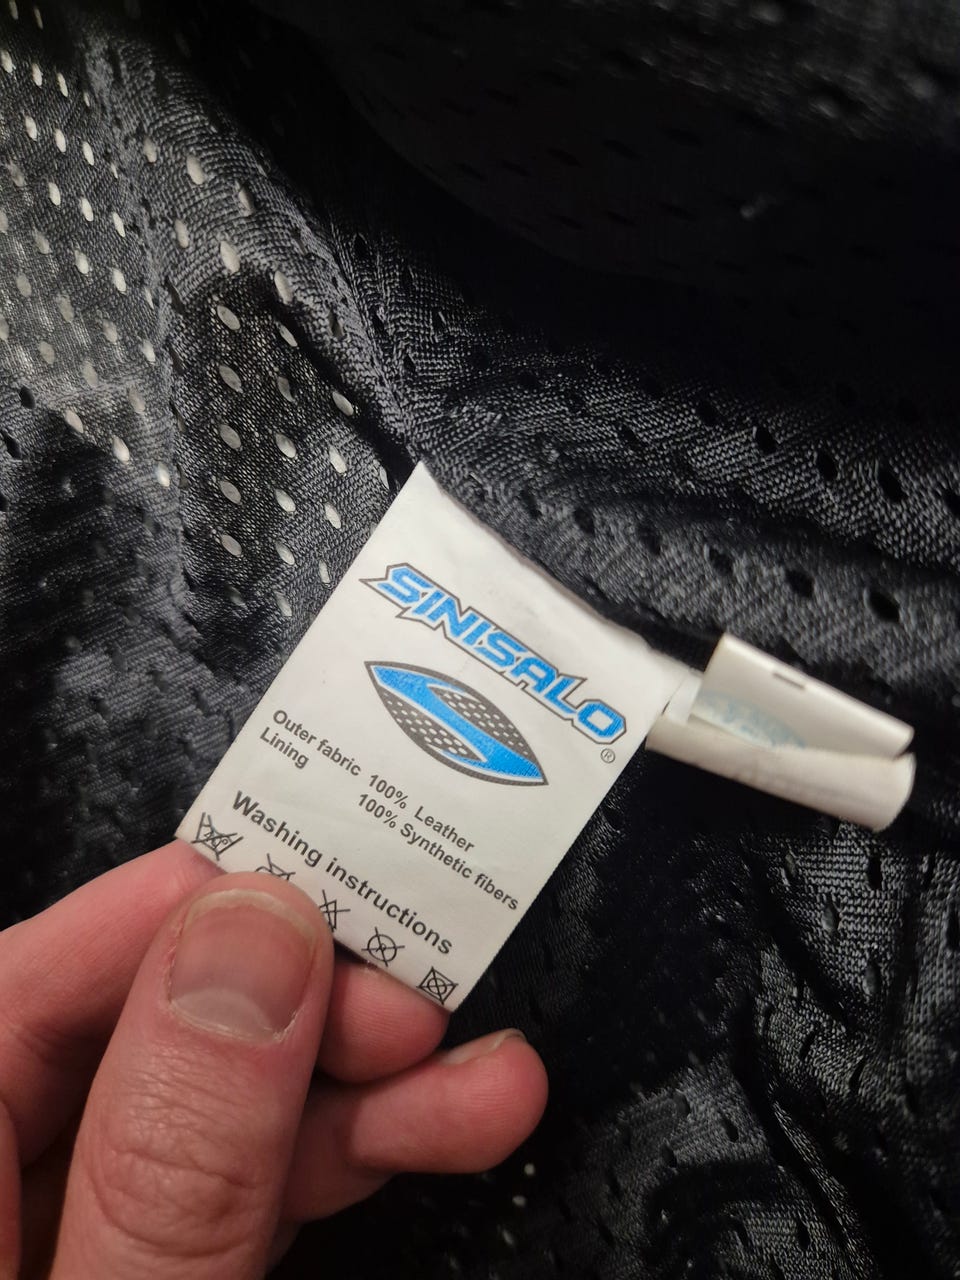 SINISALO
®
Outer fabric 100% Leather
Lining 100% Synthetic fibers
Washing instructions